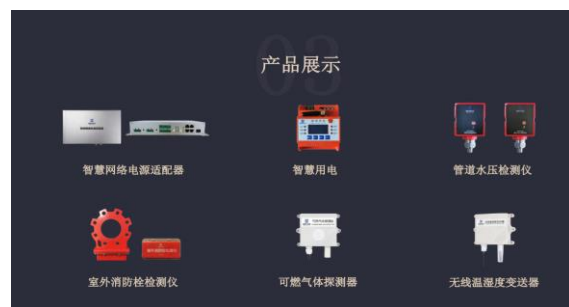 03
产品展示
智慧网络电源适配器
智慧用电
管道水压检测仪
室外消防栓检测仪
可燃气体探测器
无线温湿度变送器